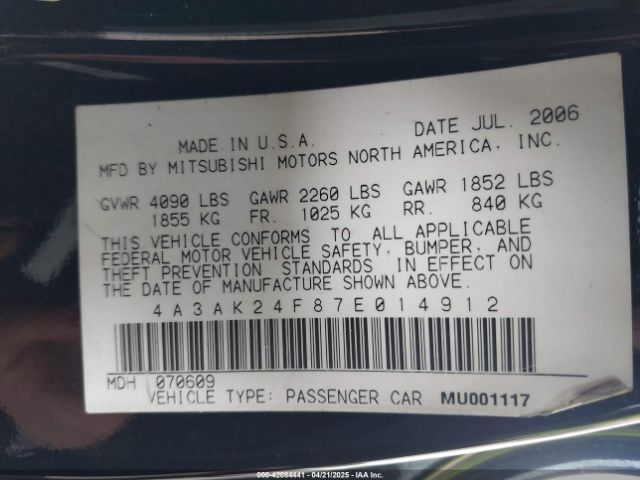 MADE IN U.S.A. DATE JUL. 2006
MFD BY MITSUBISHI MOTORS NORTH AMERICA, INC.
GVWR 4090 LBS GAWR 2260 LBS GAWR 1852 LBS
1855 KG FR. 1025 KG RR. 840 KG
THIS VEHICLE CONFORMS TO ALL APPLICABLE
FEDERAL MOTOR VEHICLE SAFETY, BUMPER, AND
THEFT PREVENTION STANDARDS IN EFFECT ON
THE DATE OF MANUFACTURE SHOWN ABOVE.
4A3AK24F87E014912
MDH 070609
VEHICLE TYPE: PASSENGER CAR MU001117
000-42084441 - 04/21/2025 - IAA Inc.